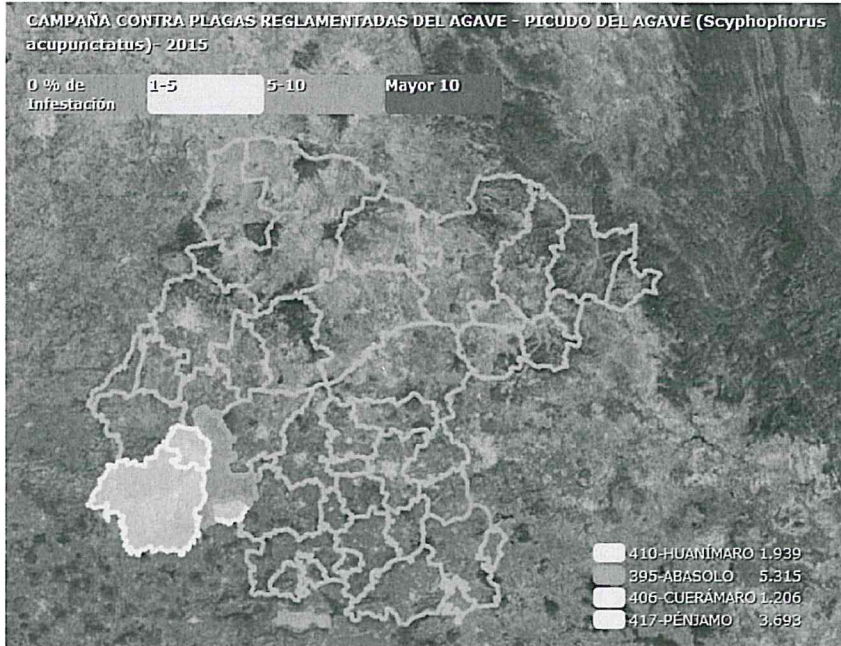 CAMPAÑA CONTRA PLAGAS REGLAMENTADAS DEL AGAVE - PICUDO DEL AGAVE (Scyphophorus
acupunctatus)- 2015
0 % de 1-5 5-10 Mayor 10
Infestación
410-HUANÍMARO 1.939
395-ABASOLO 5.315
406-CUERÁMARO 1.206
417-PÉNJAMO 3.693